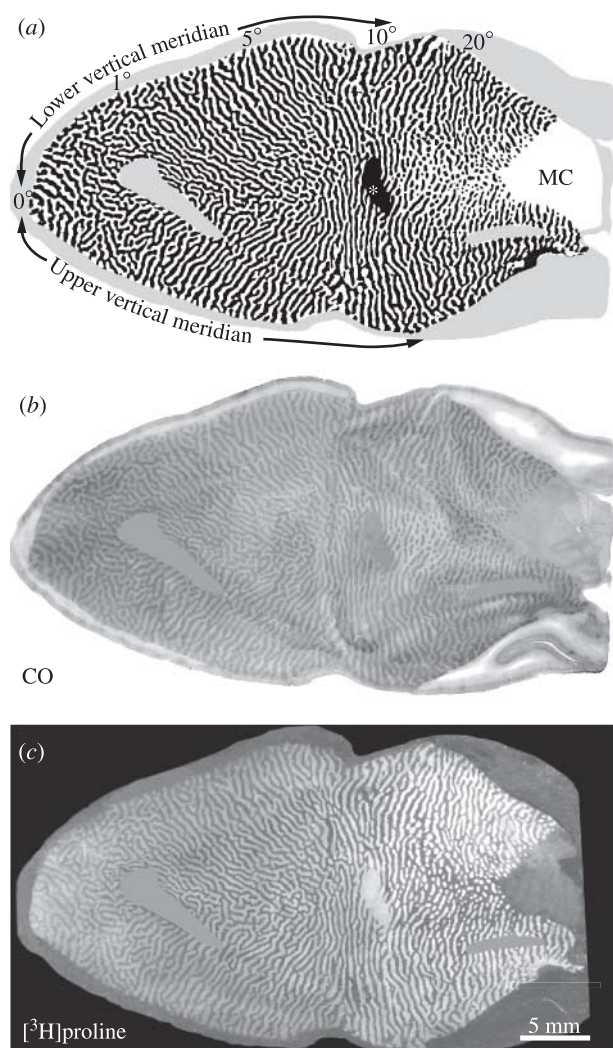 (a)
Lower vertical meridian
0°
1°
5°
10°
20°
*
MC
Upper vertical meridian
(b)
CO
(c)
[³H]proline
5 mm